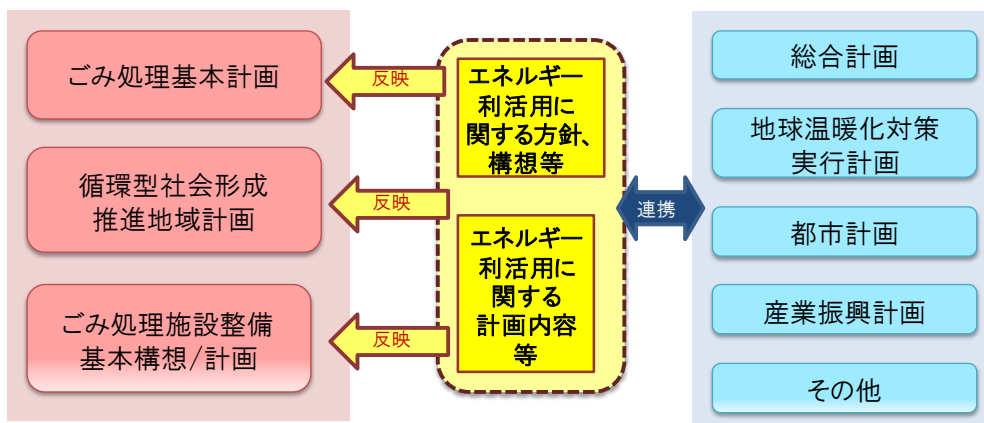 ごみ処理基本計画
循環型社会形成
推進地域計画
ごみ処理施設整備
基本構想/計画
反映
反映
反映
エネルギー
利活用に
関する方針、
構想等
エネルギー
利活用に
関する
計画内容
等
連携
総合計画
地球温暖化対策
実行計画
都市計画
産業振興計画
その他